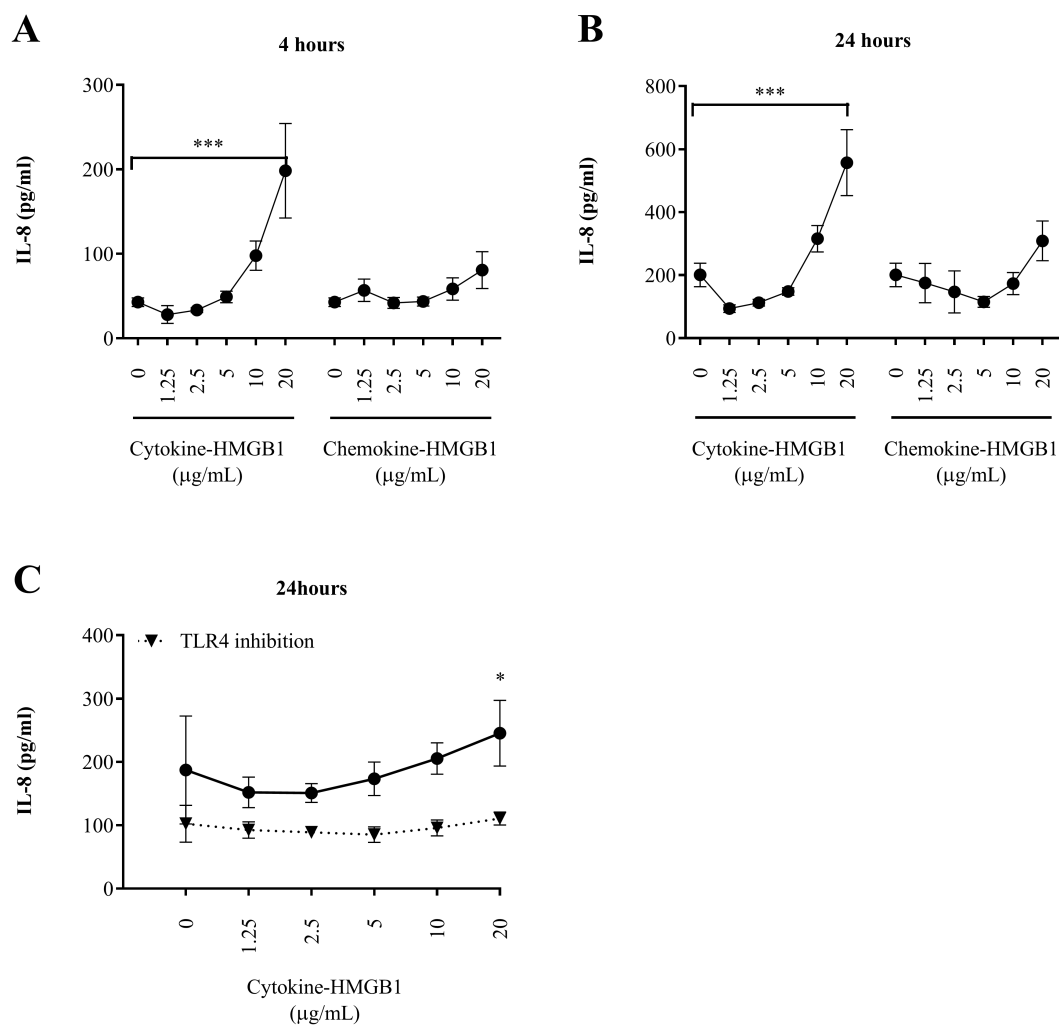 A
4 hours
IL-8 (pg/ml)
300
200
100
0
***
0 1.25 2.5 5 10 20 0 1.25 2.5 5 10 20
Cytokine-HMGB1 Chemokine-HMGB1
(µg/mL) (µg/mL)
B
24 hours
IL-8 (pg/ml)
800
600
400
200
0
***
0 1.25 2.5 5 10 20 0 1.25 2.5 5 10 20
Cytokine-HMGB1 Chemokine-HMGB1
(µg/mL) (µg/mL)
C
24hours
IL-8 (pg/ml)
400
300
200
100
0
TLR4 inhibition
*
0 1.25 2.5 5 10 20
Cytokine-HMGB1
(µg/mL)